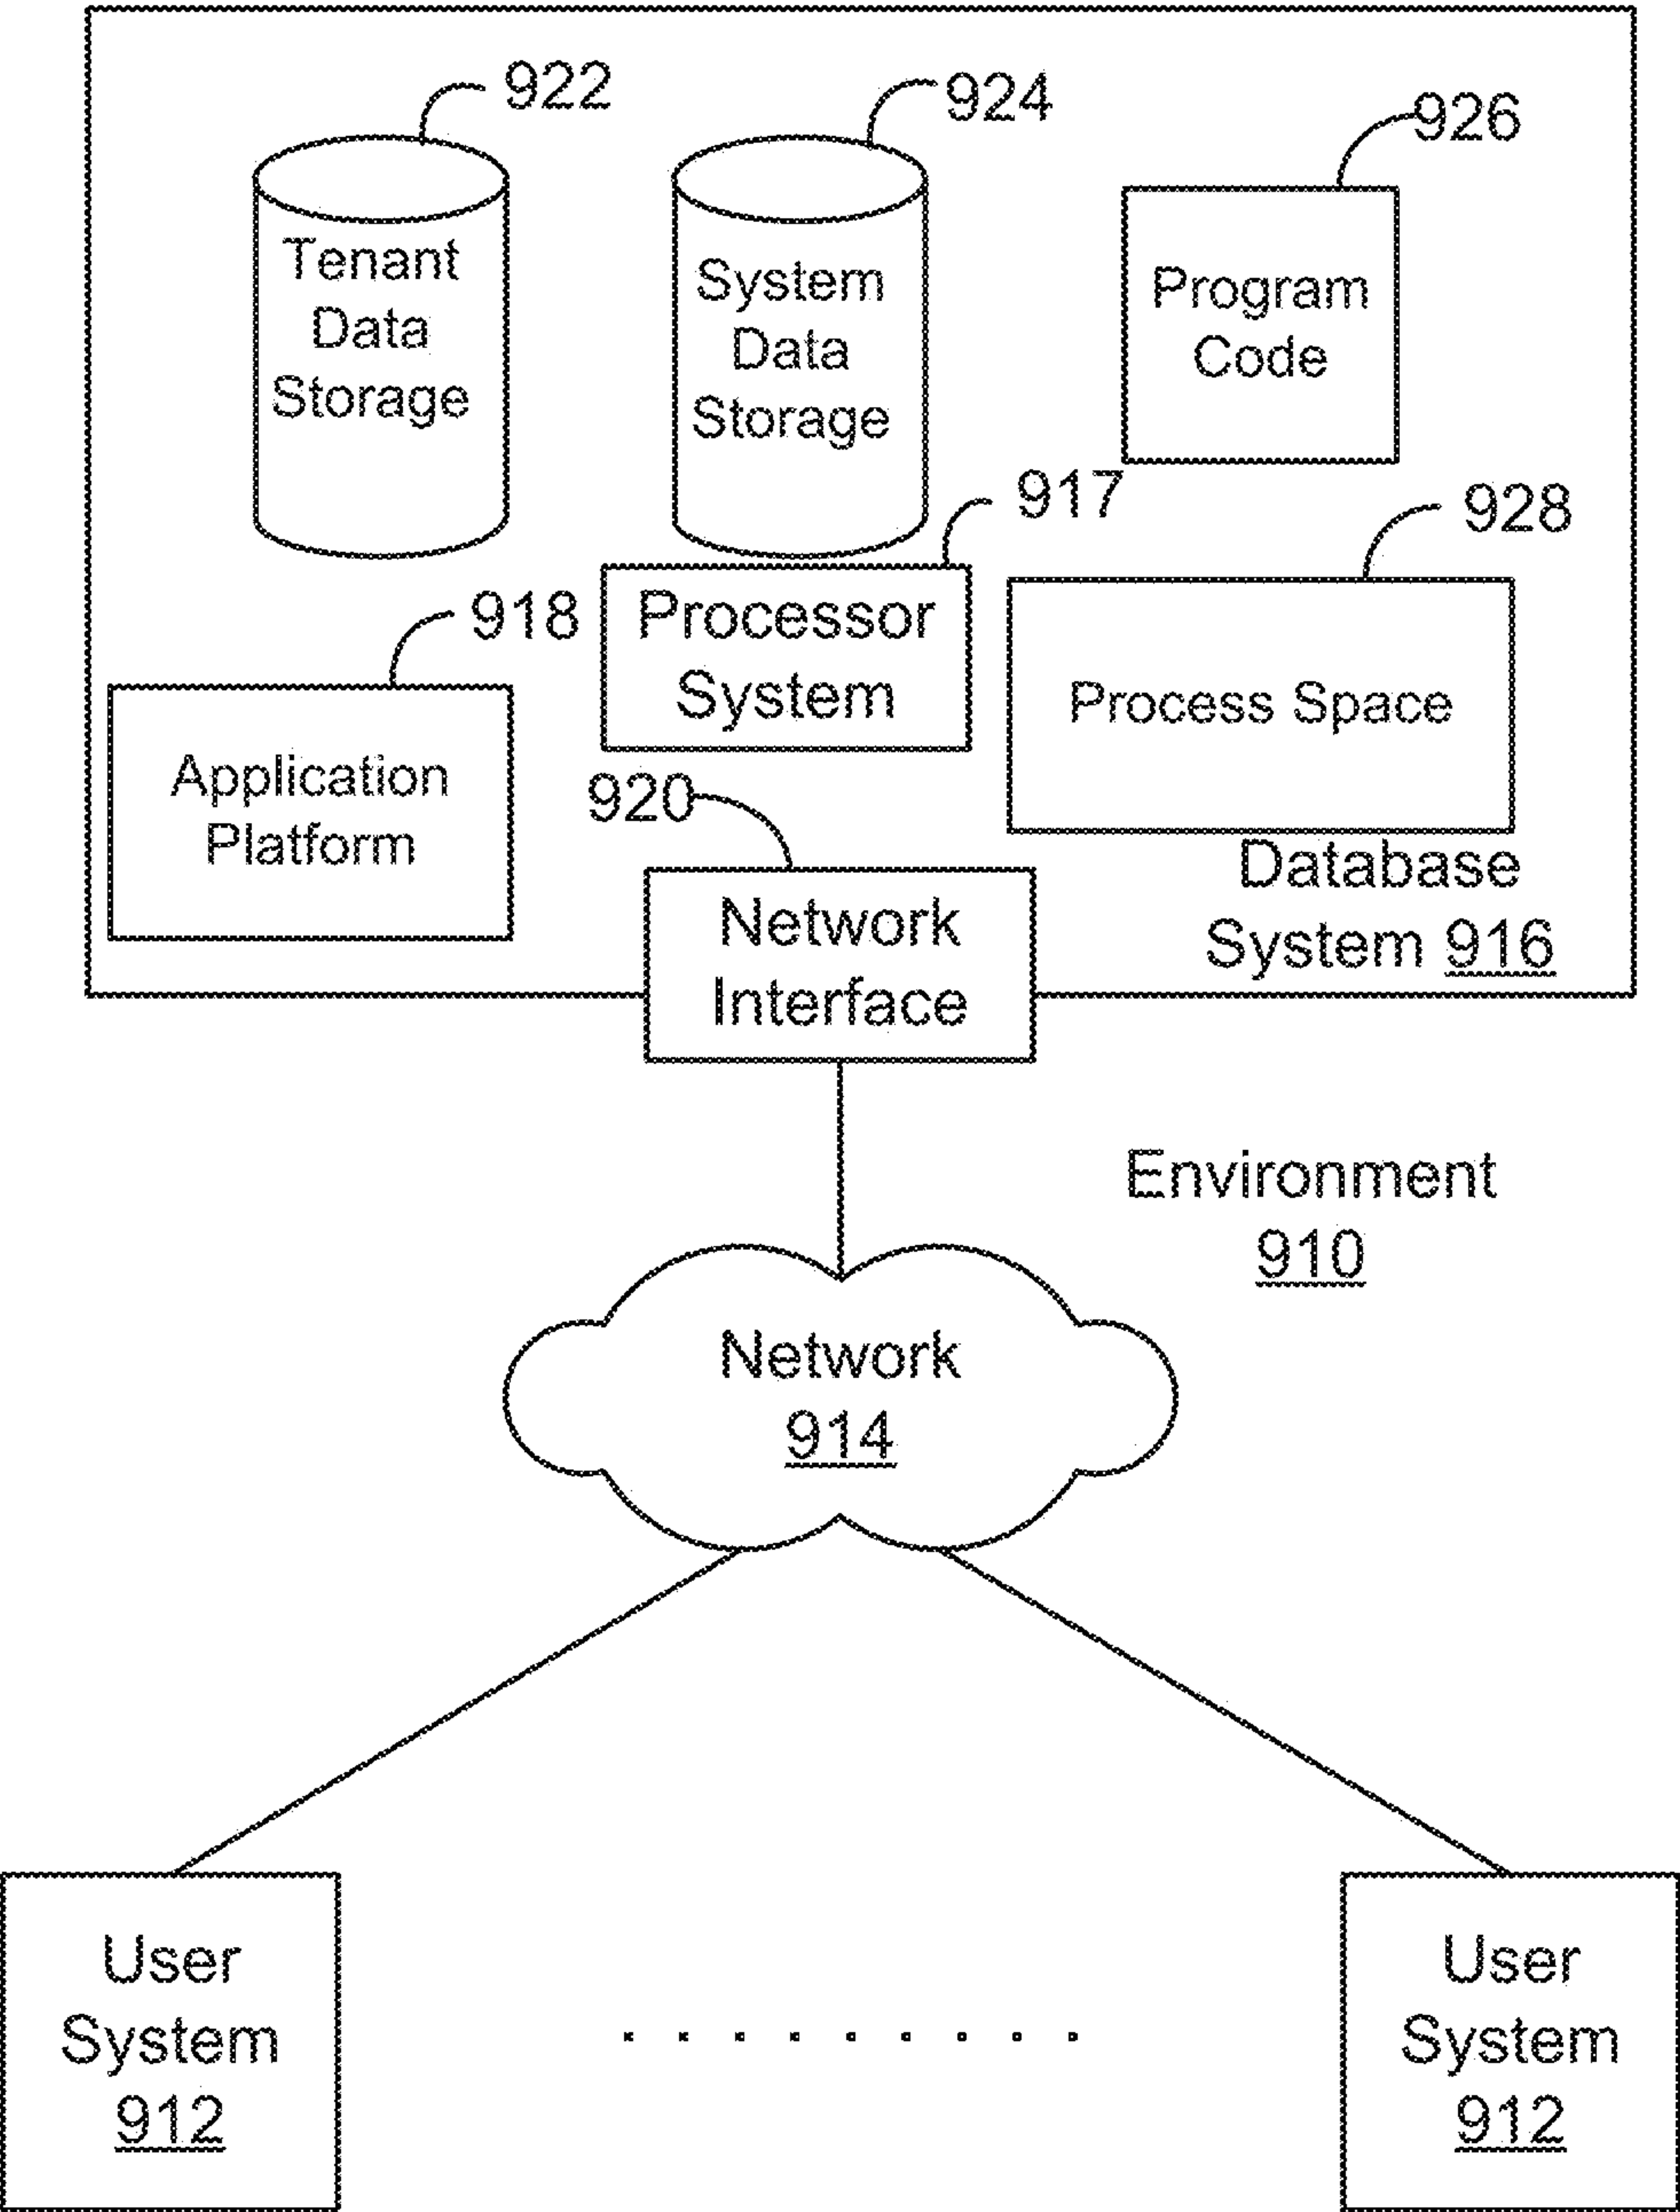 922
924
926
Tenant
Data
Storage
System
Data
Storage
Program
Code
917
928
918
Processor
System
Process Space
Application
Platform
920
Network
Interface
Database
System 916
Environment
910
Network
914
User
System
912
User
System
912